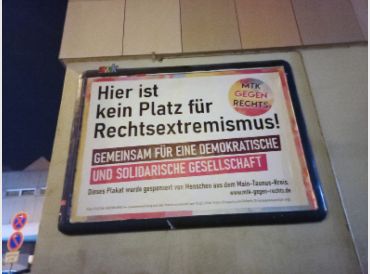 Hier ist
kein Platz für
Rechtsextremismus!
MTK
GEGEN
RECHTS.
GEMEINSAM FÜR EINE DEMOKRATISCHE
UND SOLIDARISCHE GESELLSCHAFT
Dieses Plakat wurde gesponsert von Menschen aus dem Main-Taunus-Kreis.
www.mtk-gegen-rechts.de